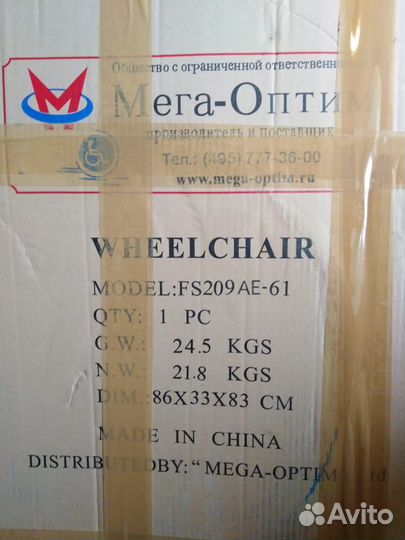 Общество с ограниченной ответственно
Мега-Оптим
производитель и поставщик
Тел.: (495) 777-36-00
www.mega-optim.ru
WHEELCHAIR
MODEL:FS209AE-61
QTY: 1 PC
G.W.: 24.5 KGS
N.W.: 21.8 KGS
DIM.:86X33X83 CM
MADE IN CHINA
DISTRIBUTEDBY:“MEGA-OPTIM” Ltd
Avito